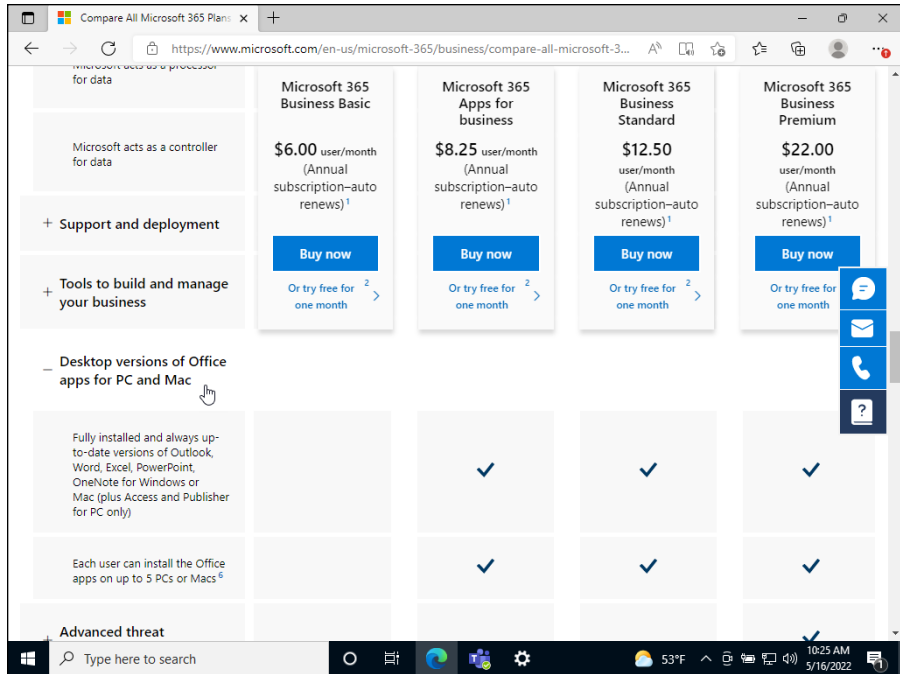 Compare All Microsoft 365 Plans
https://www.microsoft.com/en-us/microsoft-365/business/compare-all-microsoft-3...
Microsoft acts as a processor
for data
Microsoft acts as a controller
for data
+ Support and deployment
+ Tools to build and manage
your business
Microsoft 365
Business Basic
$6.00 user/month
(Annual
subscription–auto
renews)1
Buy now
Or try free for 2
one month
Microsoft 365
Apps for
business
$8.25 user/month
(Annual
subscription–auto
renews)1
Buy now
Or try free for 2
one month
Microsoft 365
Business
Standard
$12.50
user/month
(Annual
subscription–auto
renews)1
Buy now
Or try free for 2
one month
Microsoft 365
Business
Premium
$22.00
user/month
(Annual
subscription–auto
renews)1
Buy now
Or try free for
one month
– Desktop versions of Office
apps for PC and Mac
Fully installed and always up-
to-date versions of Outlook,
Word, Excel, PowerPoint,
OneNote for Windows or
Mac (plus Access and Publisher
for PC only)
Each user can install the Office
apps on up to 5 PCs or Macs 6
+ Advanced threat
Type here to search
53°F
10:25 AM
5/16/2022
1